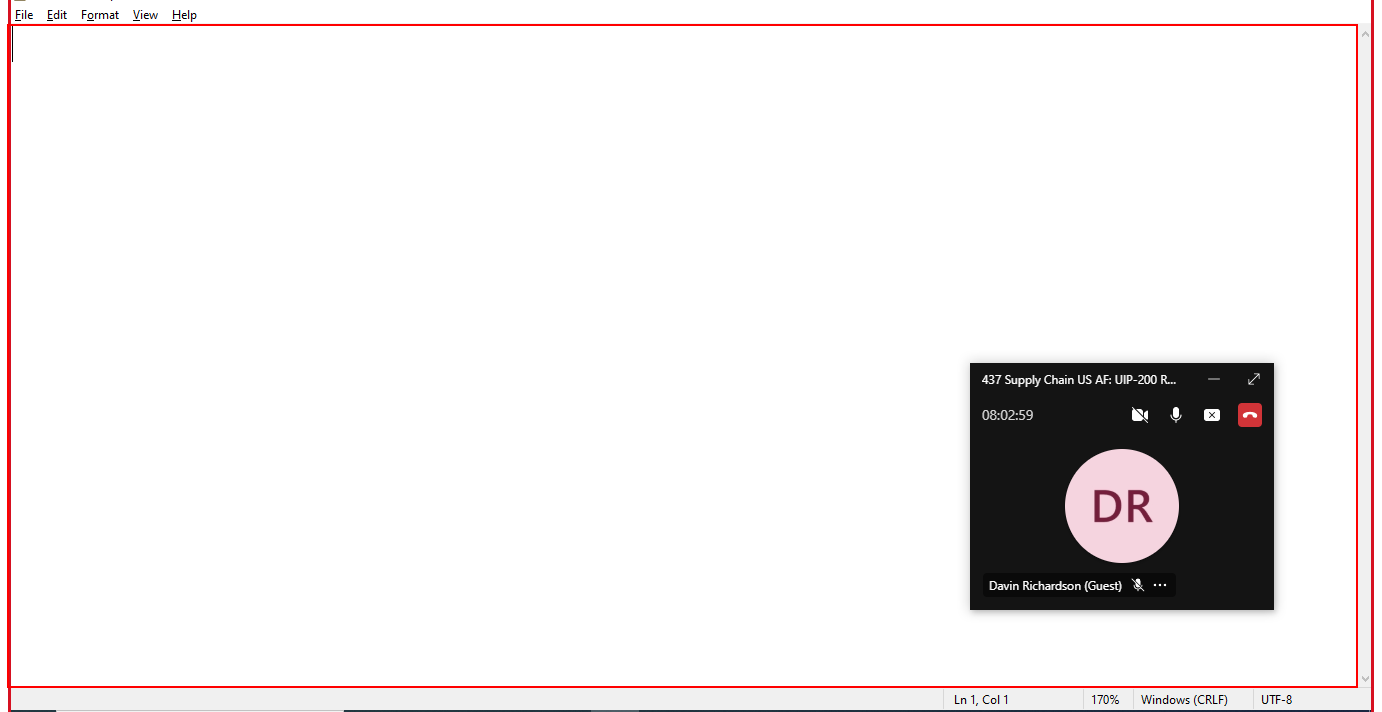 File Edit Format View Help
437 Supply Chain US AF: UIP-200 R...
08:02:59
DR
Davin Richardson (Guest)
Ln 1, Col 1 170% Windows (CRLF) UTF-8